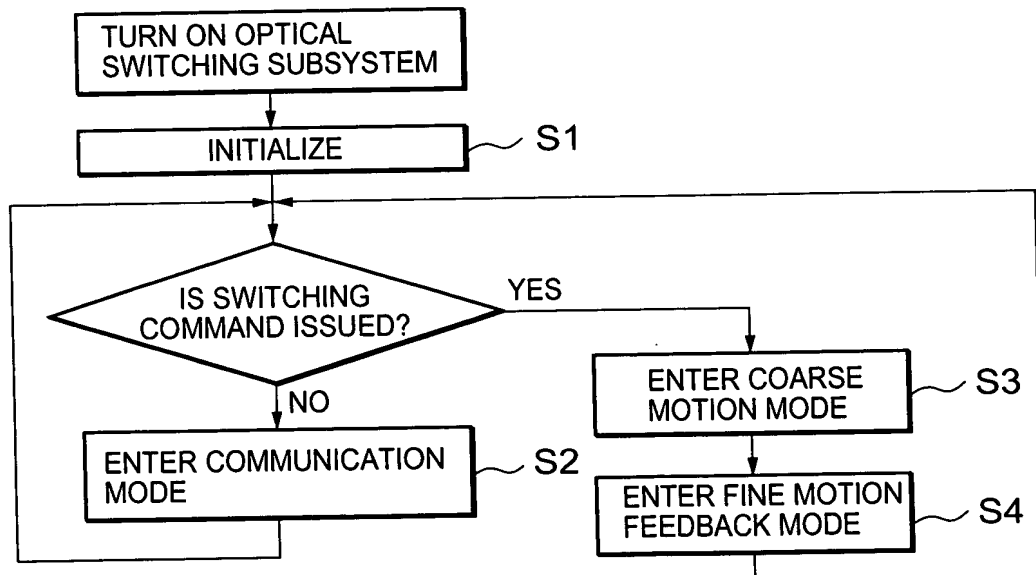 TURN ON OPTICAL
SWITCHING SUBSYSTEM
INITIALIZE
S1
IS SWITCHING
COMMAND ISSUED?
YES
NO
ENTER COARSE
MOTION MODE
S3
ENTER COMMUNICATION
MODE
S2
ENTER FINE MOTION
FEEDBACK MODE
S4